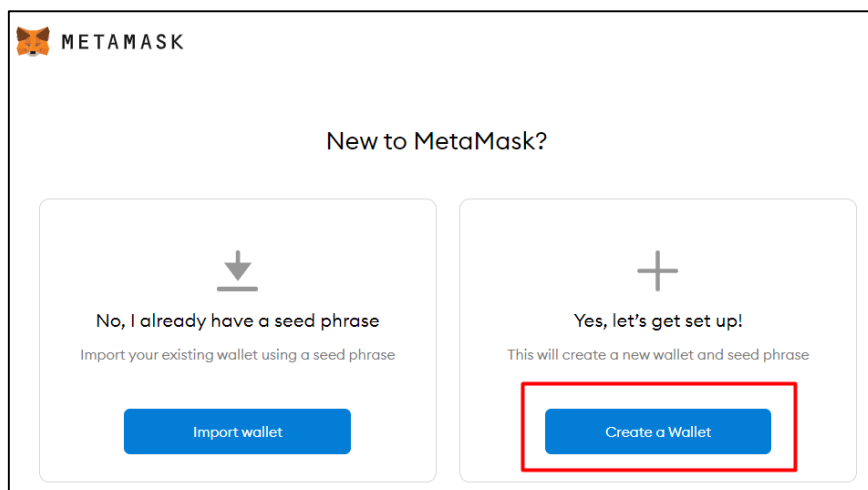 METAMASK
New to MetaMask?
No, I already have a seed phrase
Import your existing wallet using a seed phrase
Import wallet
Yes, let's get set up!
This will create a new wallet and seed phrase
Create a Wallet